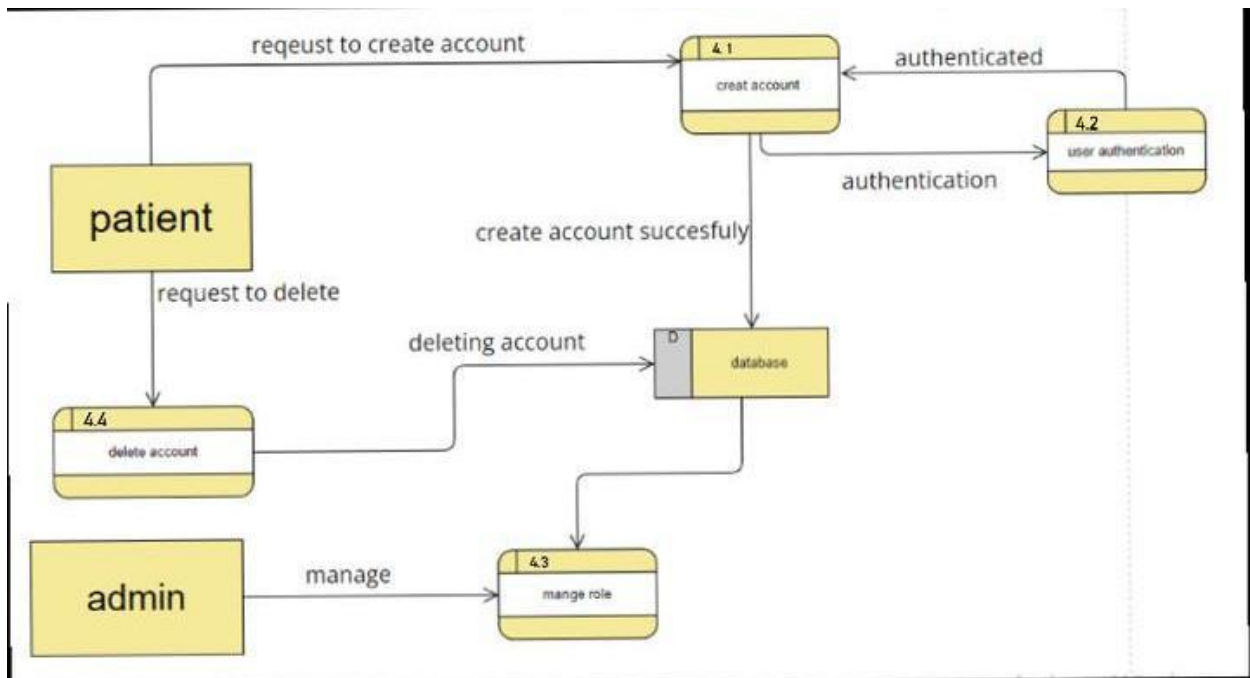 reqeust to create account
4.1
creat account
authenticated
4.2
user authentication
authentication
patient
create account succesfuly
request to delete
D
database
deleting account
4.4
delete account
admin
manage
4.3
mange role